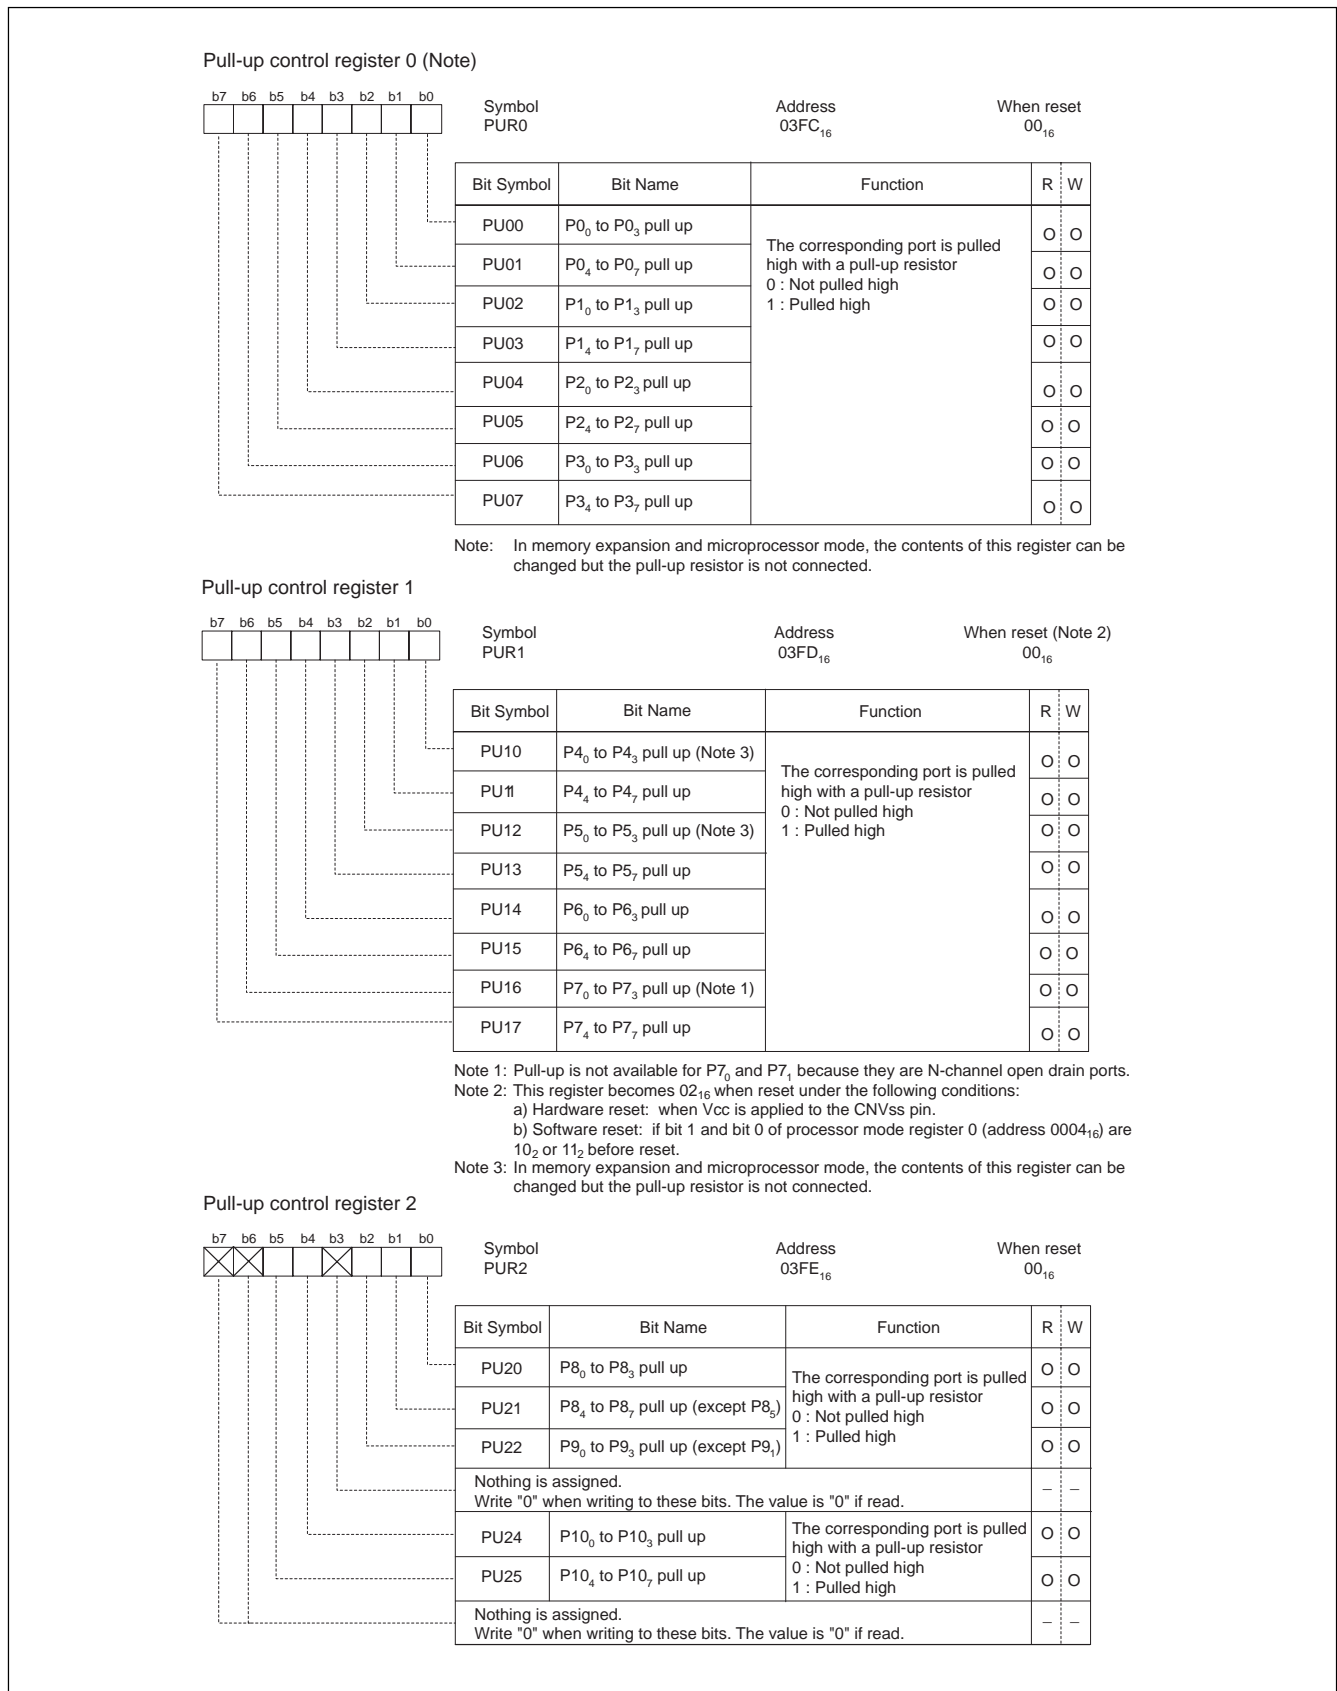 Pull-up control register 0 (Note)
b7 b6 b5 b4 b3 b2 b1 b0
Symbol Address When reset
PUR0 03FC16 0016
Bit Symbol Bit Name Function R W
PU00 P00 to P03 pull up O O
The corresponding port is pulled
high with a pull-up resistor
0 : Not pulled high
1 : Pulled high
PU01 P04 to P07 pull up O O
PU02 P10 to P13 pull up O O
PU03 P14 to P17 pull up O O
PU04 P20 to P23 pull up O O
PU05 P24 to P27 pull up O O
PU06 P30 to P33 pull up O O
PU07 P34 to P37 pull up O O
Note: In memory expansion and microprocessor mode, the contents of this register can be
changed but the pull-up resistor is not connected.
Pull-up control register 1
b7 b6 b5 b4 b3 b2 b1 b0
Symbol Address When reset (Note 2)
PUR1 03FD16 0016
Bit Symbol Bit Name Function R W
PU10 P40 to P43 pull up (Note 3) O O
The corresponding port is pulled
high with a pull-up resistor
0 : Not pulled high
1 : Pulled high
PU11 P44 to P47 pull up O O
PU12 P50 to P53 pull up (Note 3) O O
PU13 P54 to P57 pull up O O
PU14 P60 to P63 pull up O O
PU15 P64 to P67 pull up O O
PU16 P70 to P73 pull up (Note 1) O O
PU17 P74 to P77 pull up O O
Note 1: Pull-up is not available for P70 and P71 because they are N-channel open drain ports.
Note 2: This register becomes 0216 when reset under the following conditions:
a) Hardware reset: when Vcc is applied to the CNVss pin.
b) Software reset: if bit 1 and bit 0 of processor mode register 0 (address 000416) are
102 or 112 before reset.
Note 3: In memory expansion and microprocessor mode, the contents of this register can be
changed but the pull-up resistor is not connected.
Pull-up control register 2
b7 b6 b5 b4 b3 b2 b1 b0
Symbol Address When reset
PUR2 03FE16 0016
Bit Symbol Bit Name Function R W
PU20 P80 to P83 pull up O O
The corresponding port is pulled
high with a pull-up resistor
0 : Not pulled high
1 : Pulled high
PU21 P84 to P87 pull up (except P85) O O
PU22 P90 to P93 pull up (except P91) O O
Nothing is assigned.
Write "0" when writing to these bits. The value is "0" if read. – –
PU24 P100 to P103 pull up O O
The corresponding port is pulled
high with a pull-up resistor
0 : Not pulled high
1 : Pulled high
PU25 P104 to P107 pull up O O
Nothing is assigned.
Write "0" when writing to these bits. The value is "0" if read. – –